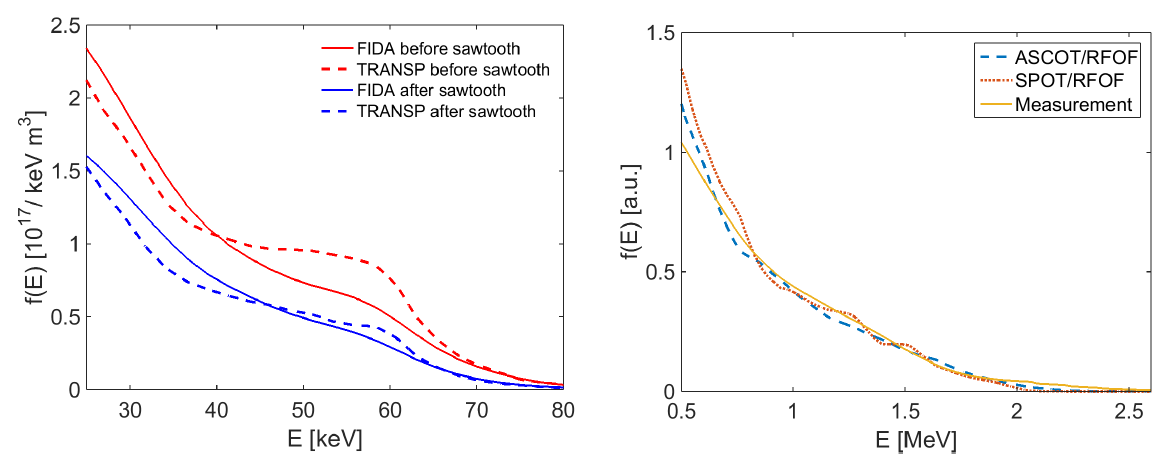 2.5
2
1.5
1
0.5
0
f(E) [10^17/ keV m^3]
FIDA before sawtooth
TRANSP before sawtooth
FIDA after sawtooth
TRANSP after sawtooth
30 40 50 60 70 80
E [keV]
1.5
1
0.5
0
f(E) [a.u.]
ASCOT/RFOF
SPOT/RFOF
Measurement
0.5 1 1.5 2 2.5
E [MeV]